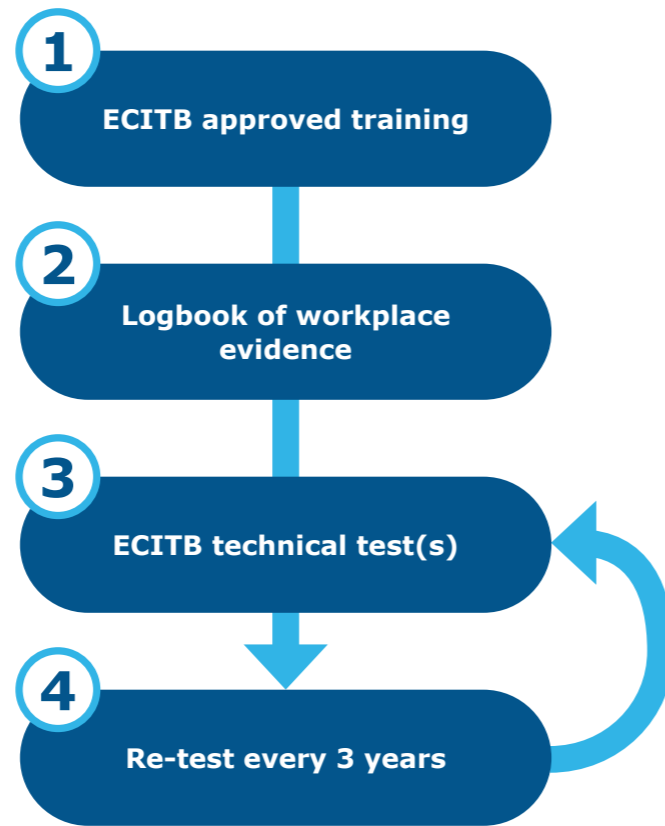 1
ECITB approved training
2
Logbook of workplace
evidence
3
ECITB technical test(s)
4
Re-test every 3 years